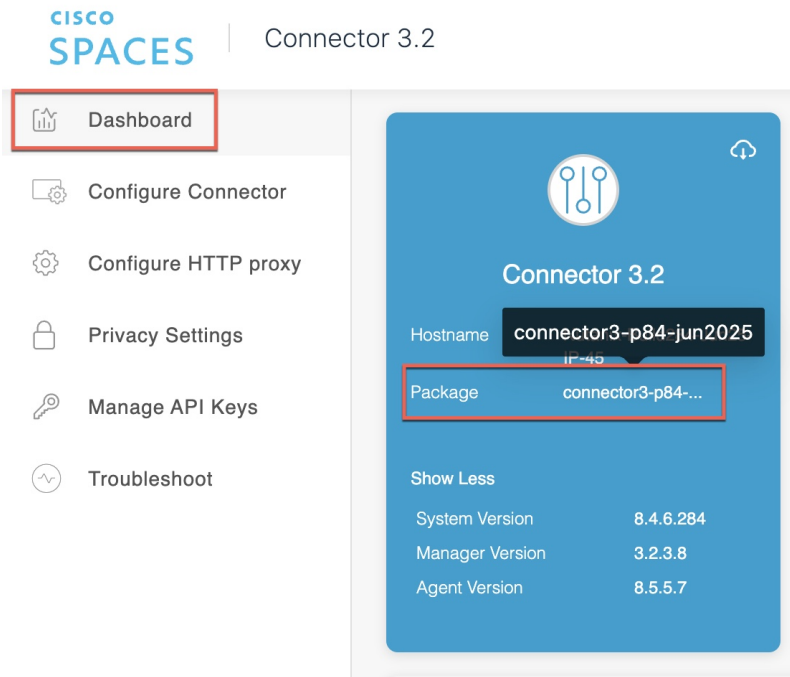 CISCO
SPACES
Connector 3.2
Dashboard
Configure Connector
Configure HTTP proxy
Privacy Settings
Manage API Keys
Troubleshoot
Connector 3.2
Hostname
connector3-p84-jun2025
IP-45
Package connector3-p84-...
Show Less
System Version 8.4.6.284
Manager Version 3.2.3.8
Agent Version 8.5.5.7